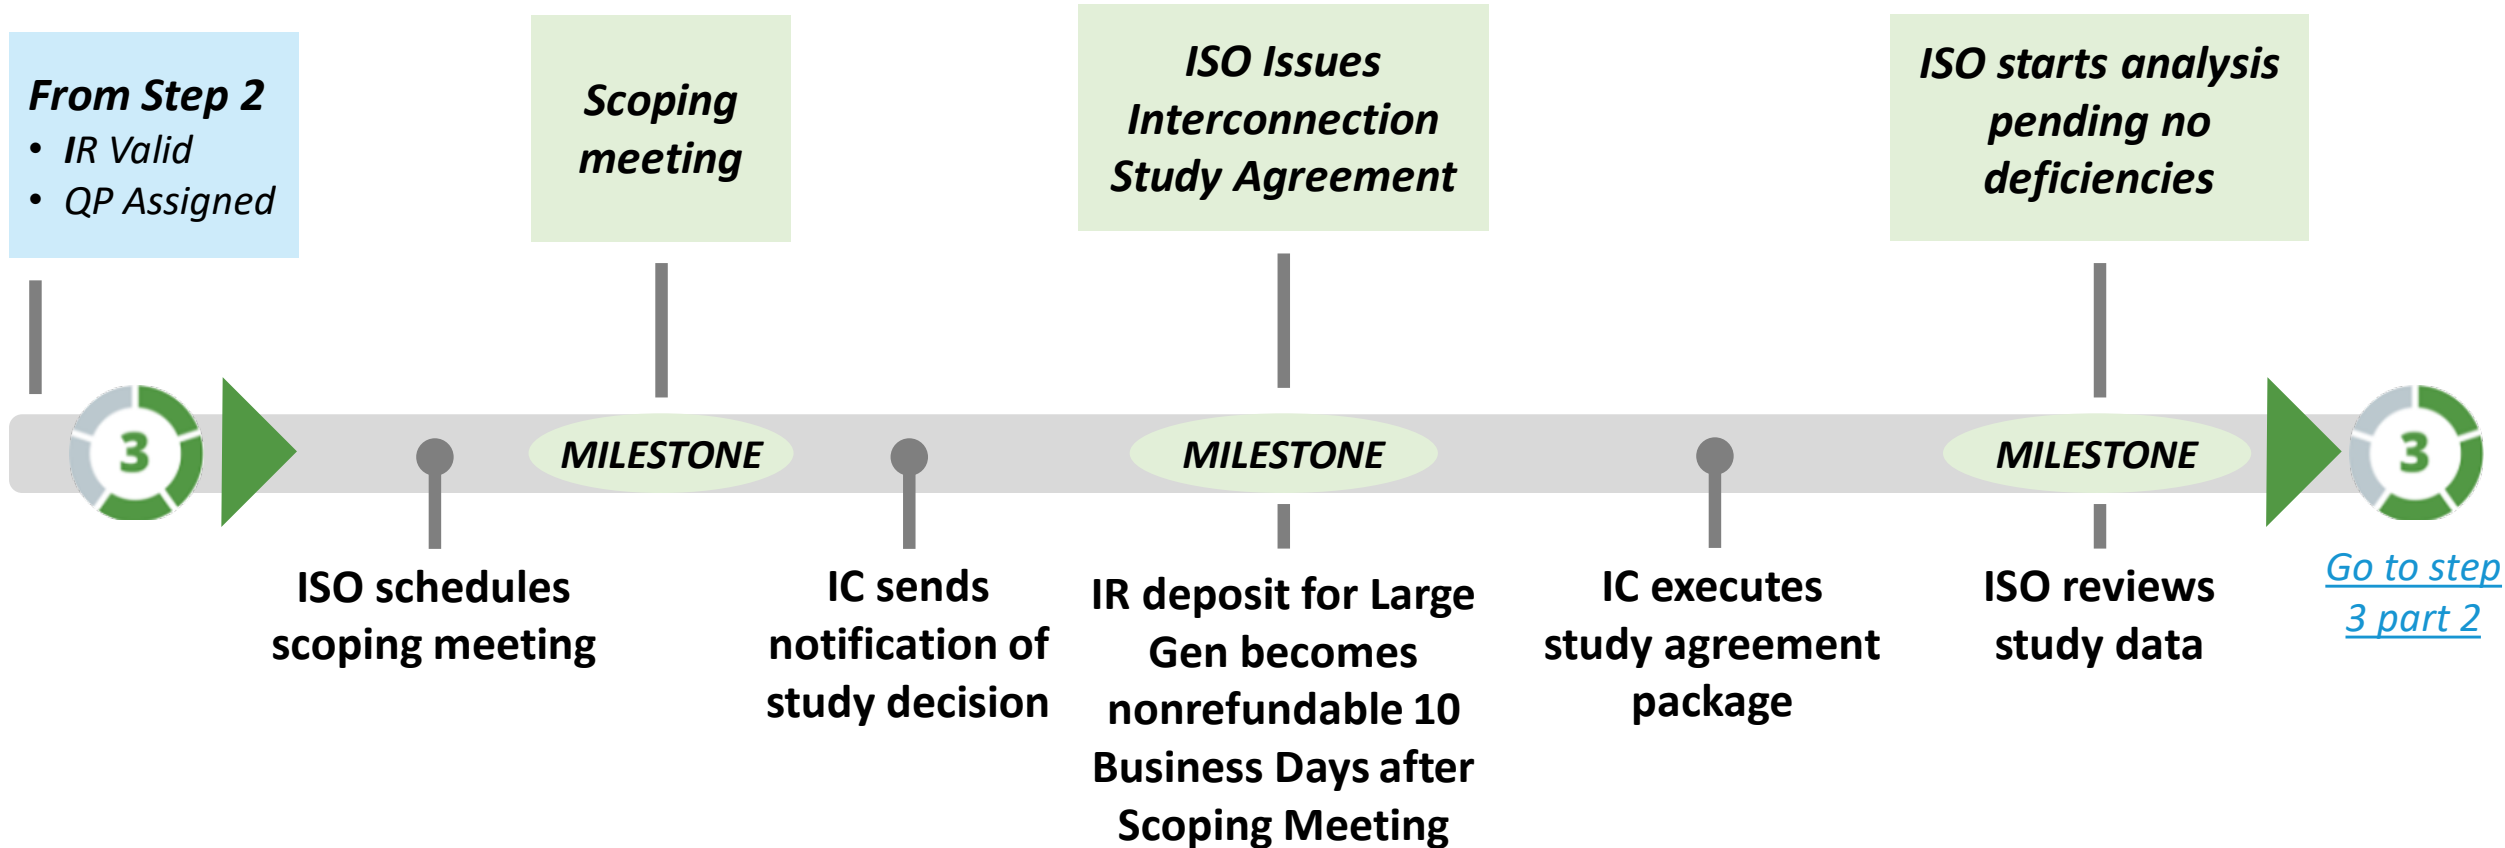 From Step 2
• IR Valid
• QP Assigned
Scoping
meeting
ISO Issues
Interconnection
Study Agreement
ISO starts analysis
pending no
deficiencies
3
MILESTONE
MILESTONE
MILESTONE
3
ISO schedules
scoping meeting
IC sends
notification of
study decision
IR deposit for Large
Gen becomes
nonrefundable 10
Business Days after
Scoping Meeting
IC executes
study agreement
package
ISO reviews
study data
Go to step
3 part 2